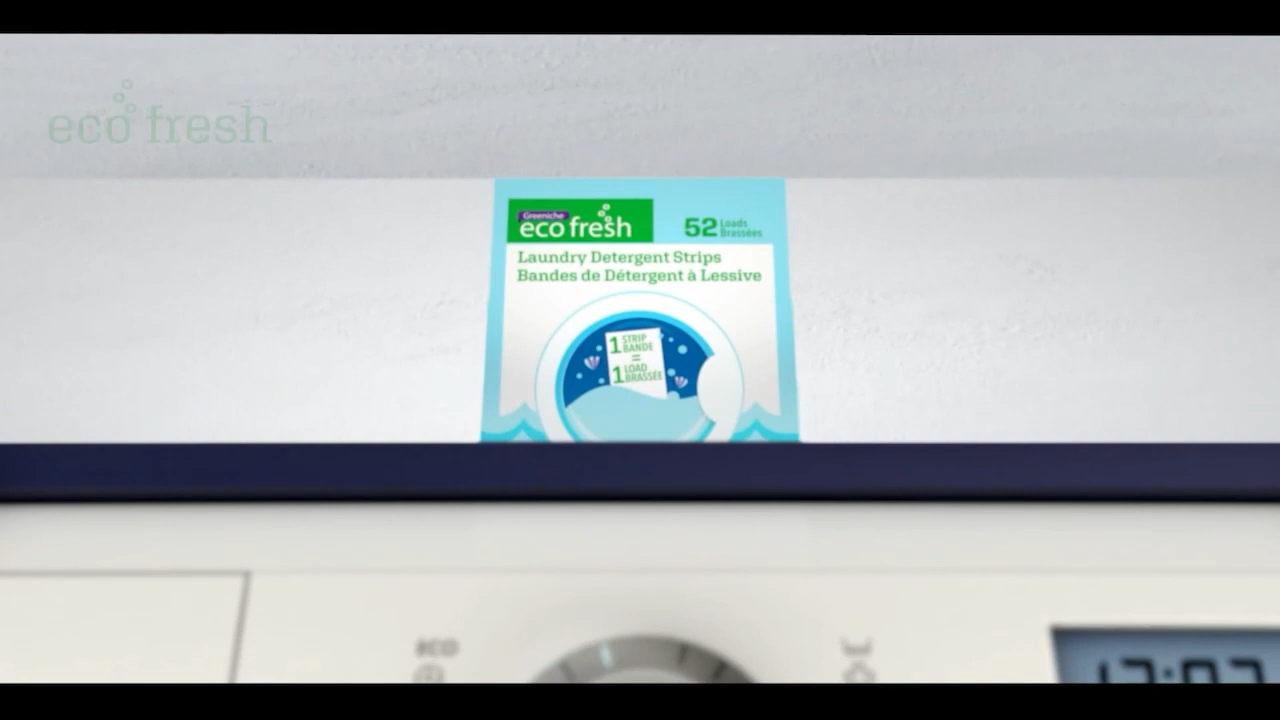 eco fresh
Greeniche
eco fresh
52 Loads
Brassées
Laundry Detergent Strips
Bandes de Détergent à Lessive
1 STRIP
BANDE
=
1 LOAD
BRASSÉE
eco